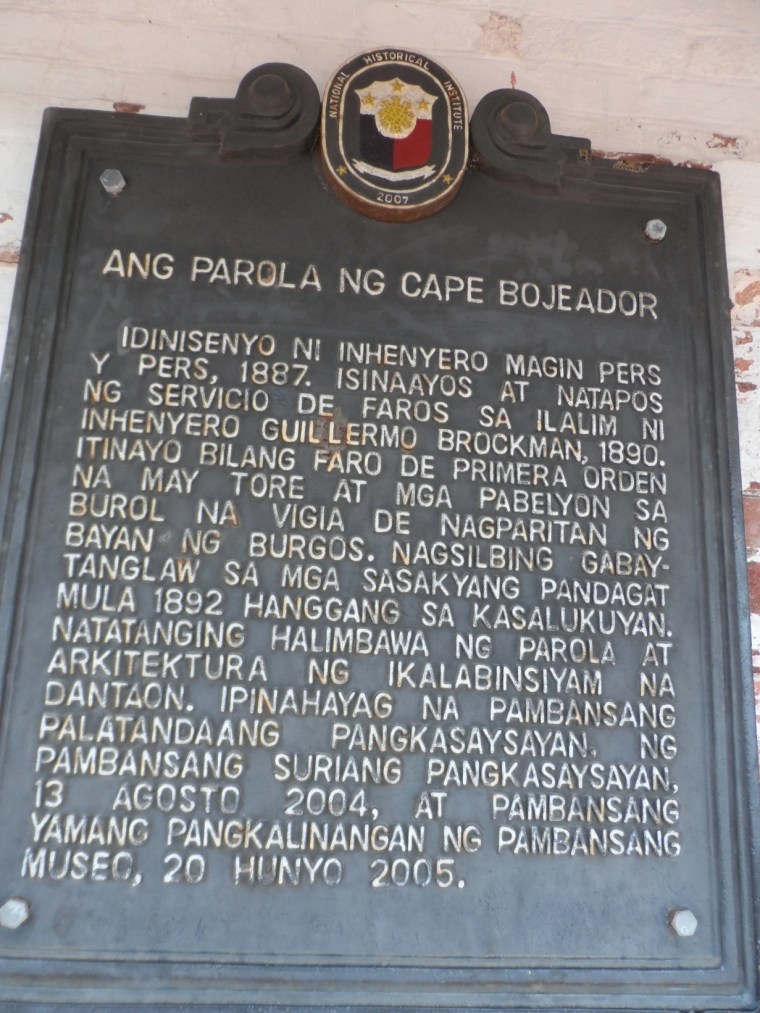 NATIONAL HISTORICAL INSTITUTE
2007
ANG PAROLA NG CAPE BOJEADOR
IDINISENYO NI INHENYERO MAGIN PERS
Y PERS, 1887. ISINAAYOS AT NATAPOS
NG SERVICIO DE FAROS SA ILALIM NI
INHENYERO GUILLERMO BROCKMAN, 1890.
ITINAYO BILANG FARO DE PRIMERA ORDEN
NA MAY TORE AT MGA PABELYON SA
BUROL NA VIGIA DE NAGPARITAN NG
BAYAN NG BURGOS. NAGSILBING GABAY-
TANGLAW SA MGA SASAKYANG PANDAGAT
MULA 1892 HANGGANG SA KASALUKUYAN.
NATATANGING HALIMBAWA NG PAROLA AT
ARKITEKTURA NG IKALABINSIYAM NA
DANTAON. IPINAHAYAG NA PAMBANSANG
PALATANDAANG PANGKASAYSAYAN. NG
PAMBANSANG SURIANG PANGKASAYSAYAN,
13 AGOSTO 2004, AT PAMBANSANG
YAMANG PANGKALINANGAN NG PAMBANSANG
MUSEO, 20 HUNYO 2005.